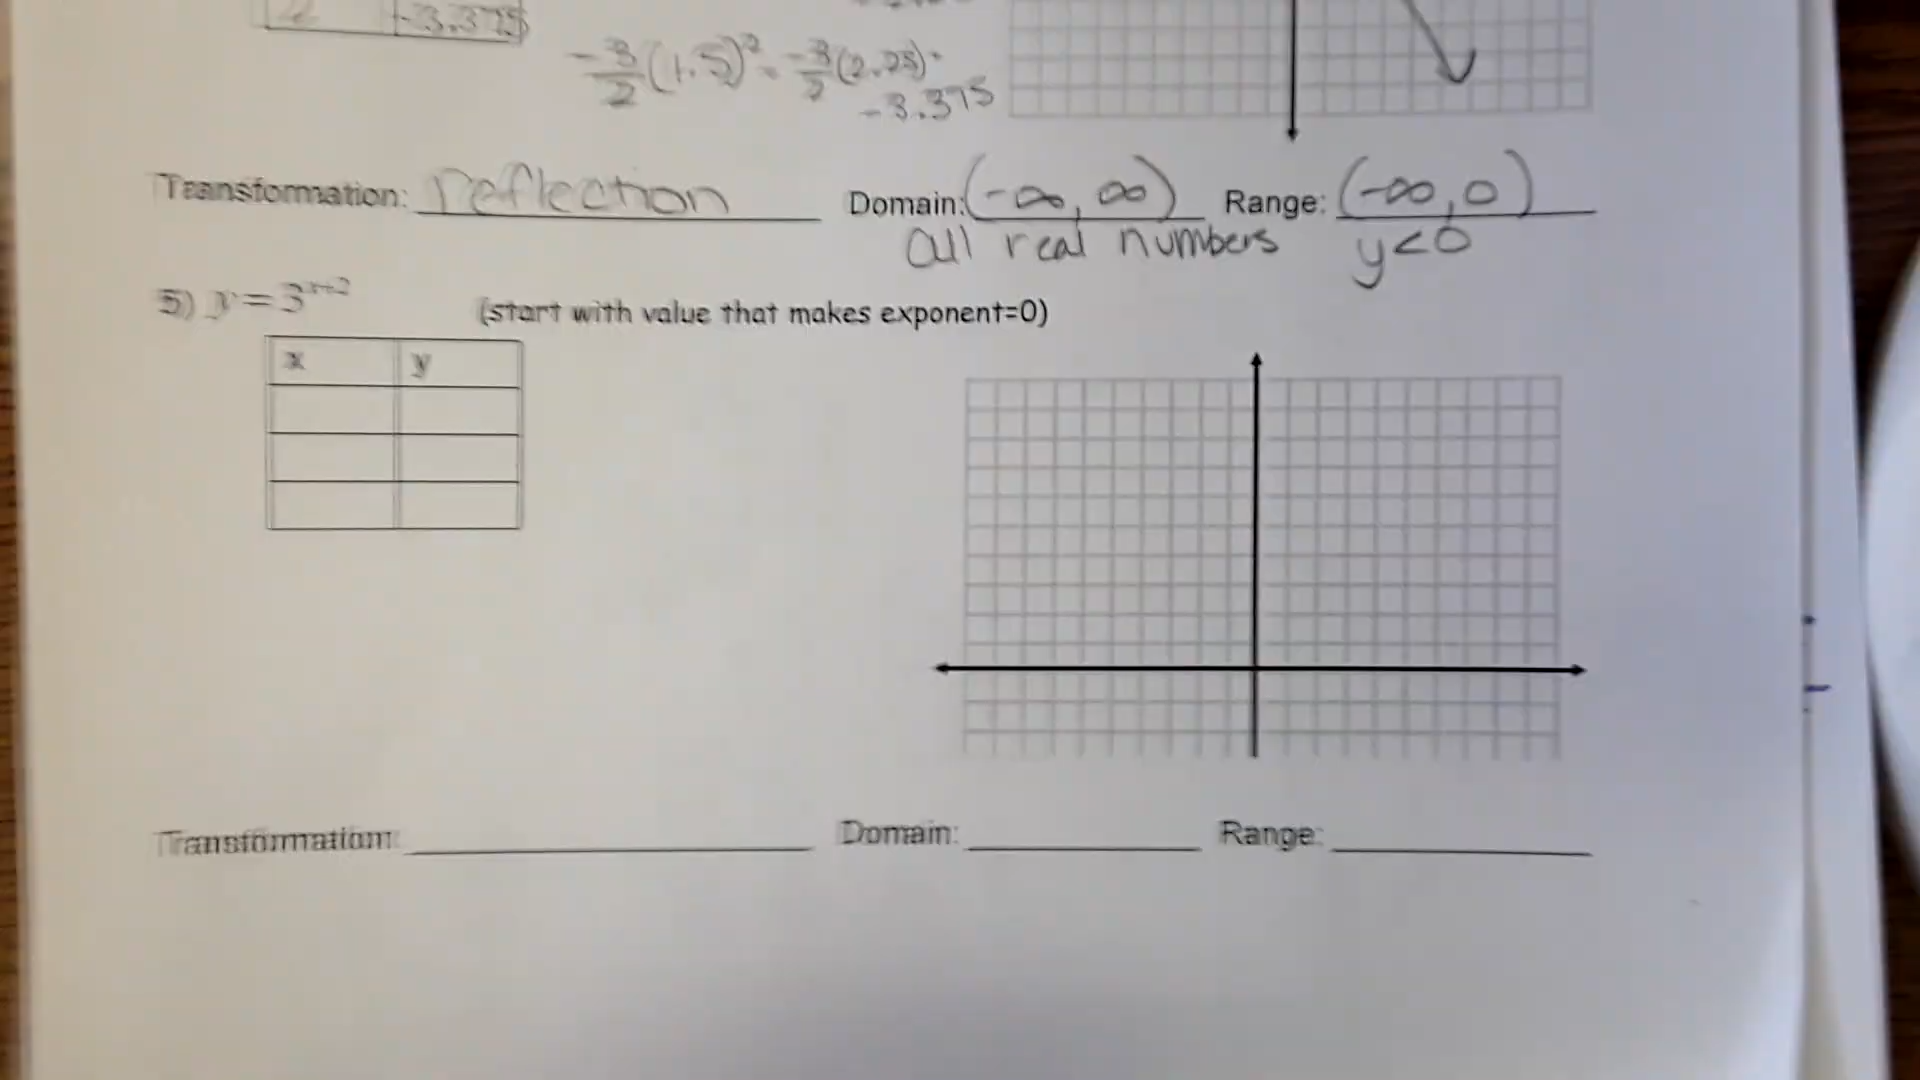 2 -3.375
-3/2(1.5)² = -3/2(2.25) =
-3.375
Transformation: reflection Domain: (-∞, ∞) Range: (-∞, 0)
all real numbers y<0
5) y = 3^{x+2} (start with value that makes exponent=0)
x y
Transformation: Domain: Range: